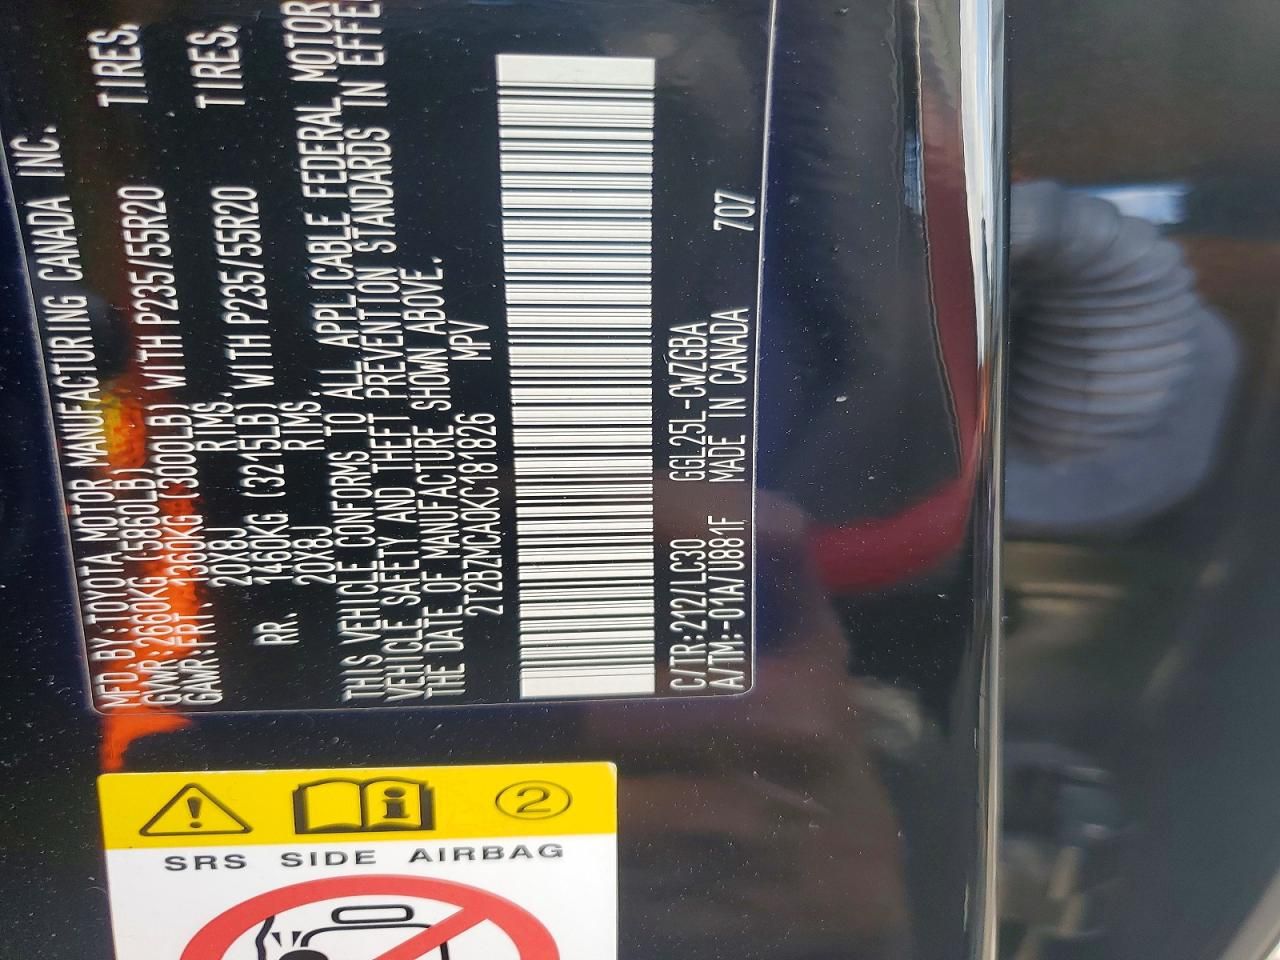 MFD.BY:TOYOTA MOTOR MANUFACTURING CANADA INC.
GVWR:2660KG (5860LB)
GAWR:FRT. 1360KG (3000LB) WITH P235/55R20 TIRES,
20X8J RIMS.
RR. 1460KG (3215LB) WITH P235/55R20 TIRES,
20X8J RIMS.
THIS VEHICLE CONFORMS TO ALL APPLICABLE FEDERAL MOTOR
VEHICLE SAFETY AND THEFT PREVENTION STANDARDS IN EFFE
THE DATE OF MANUFACTURE SHOWN ABOVE.
2T2BZMCA0KC181826 MPV
C/TR:212/LC30 GGL25L-CWZGBA
A/TM:-01A/U881F MADE IN CANADA 707
2
SRS SIDE AIRBAG